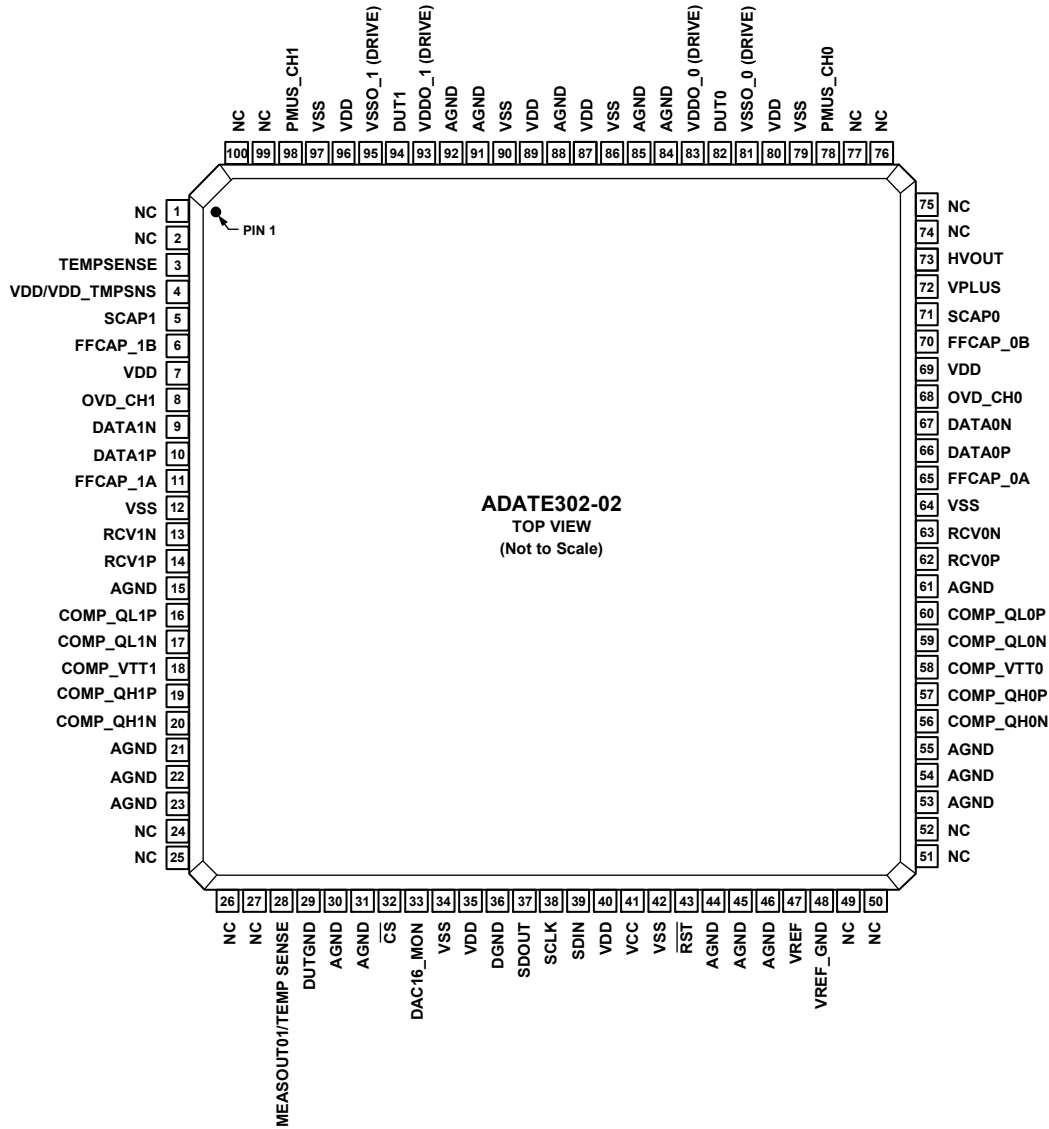 NC
NC
PMUS_CH1
VSS
VDD
VSSO_1 (DRIVE)
DUT1
VDDO_1 (DRIVE)
AGND
AGND
VSS
VDD
AGND
VDD
VSS
AGND
AGND
VDDO_0 (DRIVE)
DUT0
VSSO_0 (DRIVE)
VDD
VSS
PMUS_CH0
NC
NC
100 99 98 97 96 95 94 93 92 91 90 89 88 87 86 85 84 83 82 81 80 79 78 77 76
NC 1
NC 2
TEMPSENSE 3
VDD/VDD_TMPSNS 4
SCAP1 5
FFCAP_1B 6
VDD 7
OVD_CH1 8
DATA1N 9
DATA1P 10
FFCAP_1A 11
VSS 12
RCV1N 13
RCV1P 14
AGND 15
COMP_QL1P 16
COMP_QL1N 17
COMP_VTT1 18
COMP_QH1P 19
COMP_QH1N 20
AGND 21
AGND 22
AGND 23
NC 24
NC 25
PIN 1
ADATE302-02
TOP VIEW
(Not to Scale)
75 NC
74 NC
73 HVOUT
72 VPLUS
71 SCAP0
70 FFCAP_0B
69 VDD
68 OVD_CH0
67 DATA0N
66 DATA0P
65 FFCAP_0A
64 VSS
63 RCV0N
62 RCV0P
61 AGND
60 COMP_QL0P
59 COMP_QL0N
58 COMP_VTT0
57 COMP_QH0P
56 COMP_QH0N
55 AGND
54 AGND
53 AGND
52 NC
51 NC
26 27 28 29 30 31 32 33 34 35 36 37 38 39 40 41 42 43 44 45 46 47 48 49 50
NC
NC
MEASOUT01/TEMP SENSE
DUTGND
AGND
AGND
CS
DAC16_MON
VSS
VDD
DGND
SDOUT
SCLK
SDIN
VDD
VCC
VSS
RST
AGND
AGND
AGND
VREF
VREF_GND
NC
NC